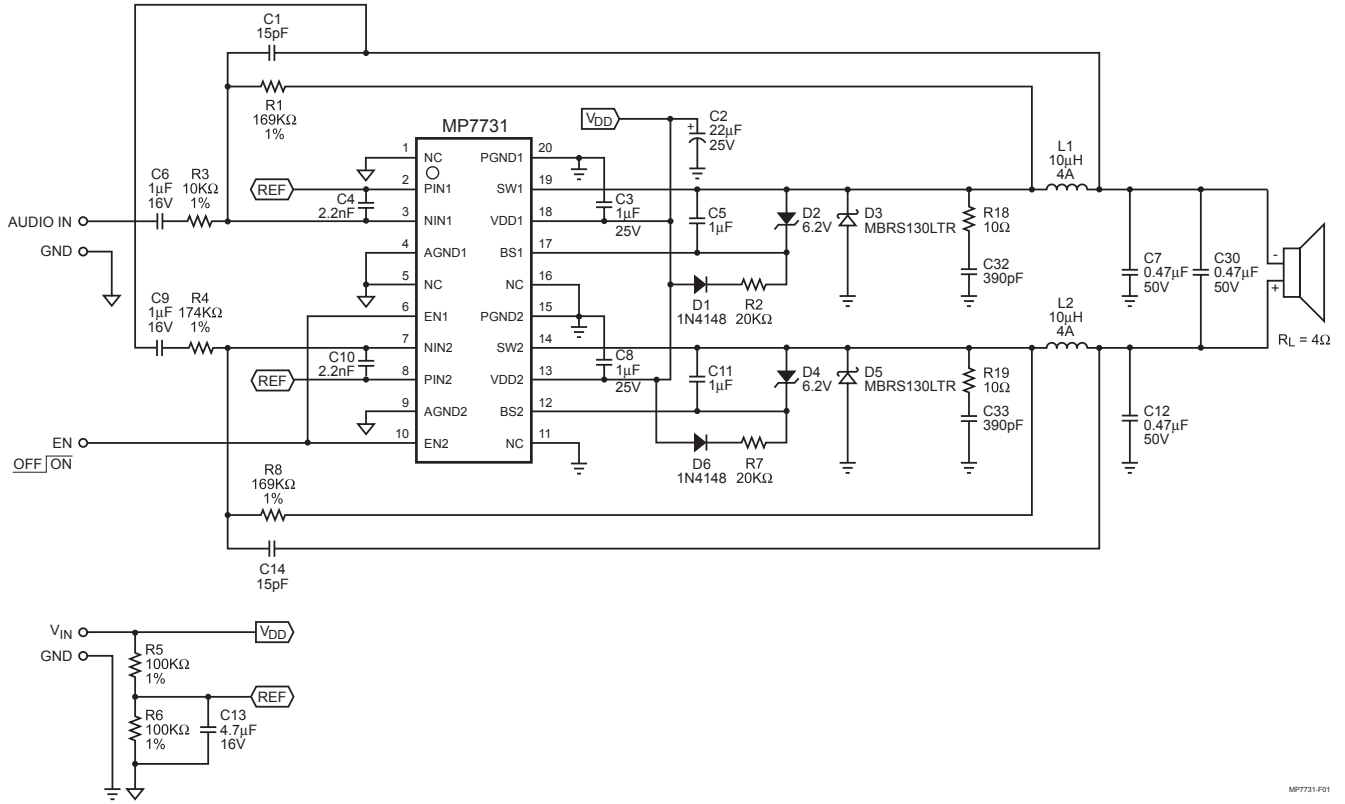 C1
15pF
R1
169KΩ
1%
MP7731
VDD
C2
22µF
25V
+
AUDIO IN
GND
C6
1µF
16V
R3
10KΩ
1%
REF
C4
2.2nF
1
2
3
4
5
6
7
8
9
10
NC
PIN1
NIN1
AGND1
NC
EN1
NIN2
PIN2
AGND2
EN2
PGND1
SW1
VDD1
BS1
NC
PGND2
SW2
VDD2
BS2
NC
20
19
18
17
16
15
14
13
12
11
C3
1µF
25V
C5
1µF
D2
6.2V
D3
MBRS130LTR
R18
10Ω
C32
390pF
L1
10µH
4A
C7
0.47µF
50V
C30
0.47µF
50V
-
+
RL = 4Ω
D1
1N4148
R2
20KΩ
C9
1µF
16V
R4
174KΩ
1%
C10
2.2nF
REF
C8
1µF
25V
C11
1µF
D4
6.2V
D5
MBRS130LTR
R19
10Ω
C33
390pF
L2
10µH
4A
C12
0.47µF
50V
D6
1N4148
R7
20KΩ
EN
OFF ON
R8
169KΩ
1%
C14
15pF
VIN
VDD
GND
R5
100KΩ
1%
REF
R6
100KΩ
1%
C13
4.7µF
16V
MP7731-F01